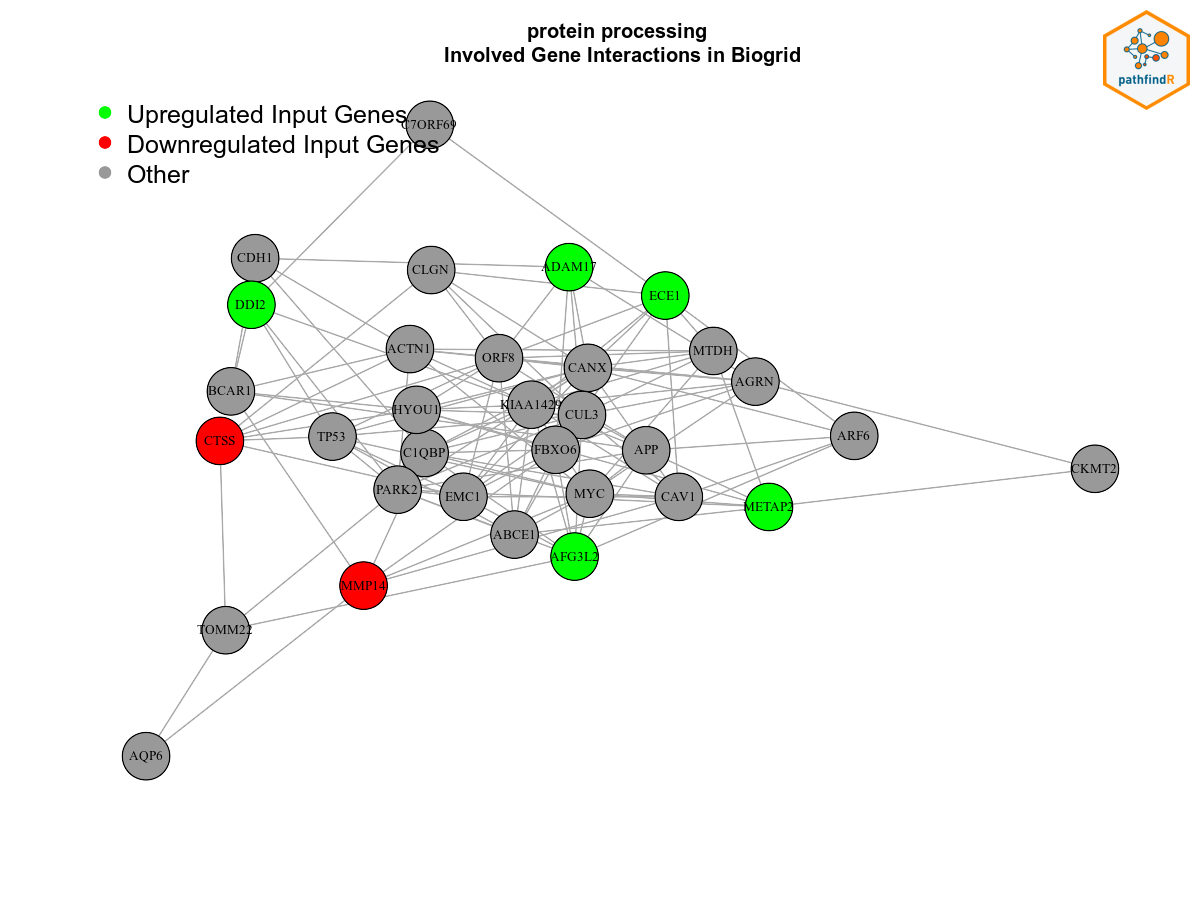 protein processing
Involved Gene Interactions in Biogrid
pathfindR
Upregulated Input Genes
Downregulated Input Genes
Other
C7ORF69
CDH1
CLGN
ADAM17
ECE1
DDI2
ACTN1
ORF8
CANX
MTDH
AGRN
BCAR1
HYOU1
KIAA1429
CUL3
CTSS
TP53
C1QBP
FBXO6
APP
ARF6
CKMT2
PARK2
EMC1
MYC
CAV1
METAP2
ABCE1
AFG3L2
MMP14
TOMM22
AQP6